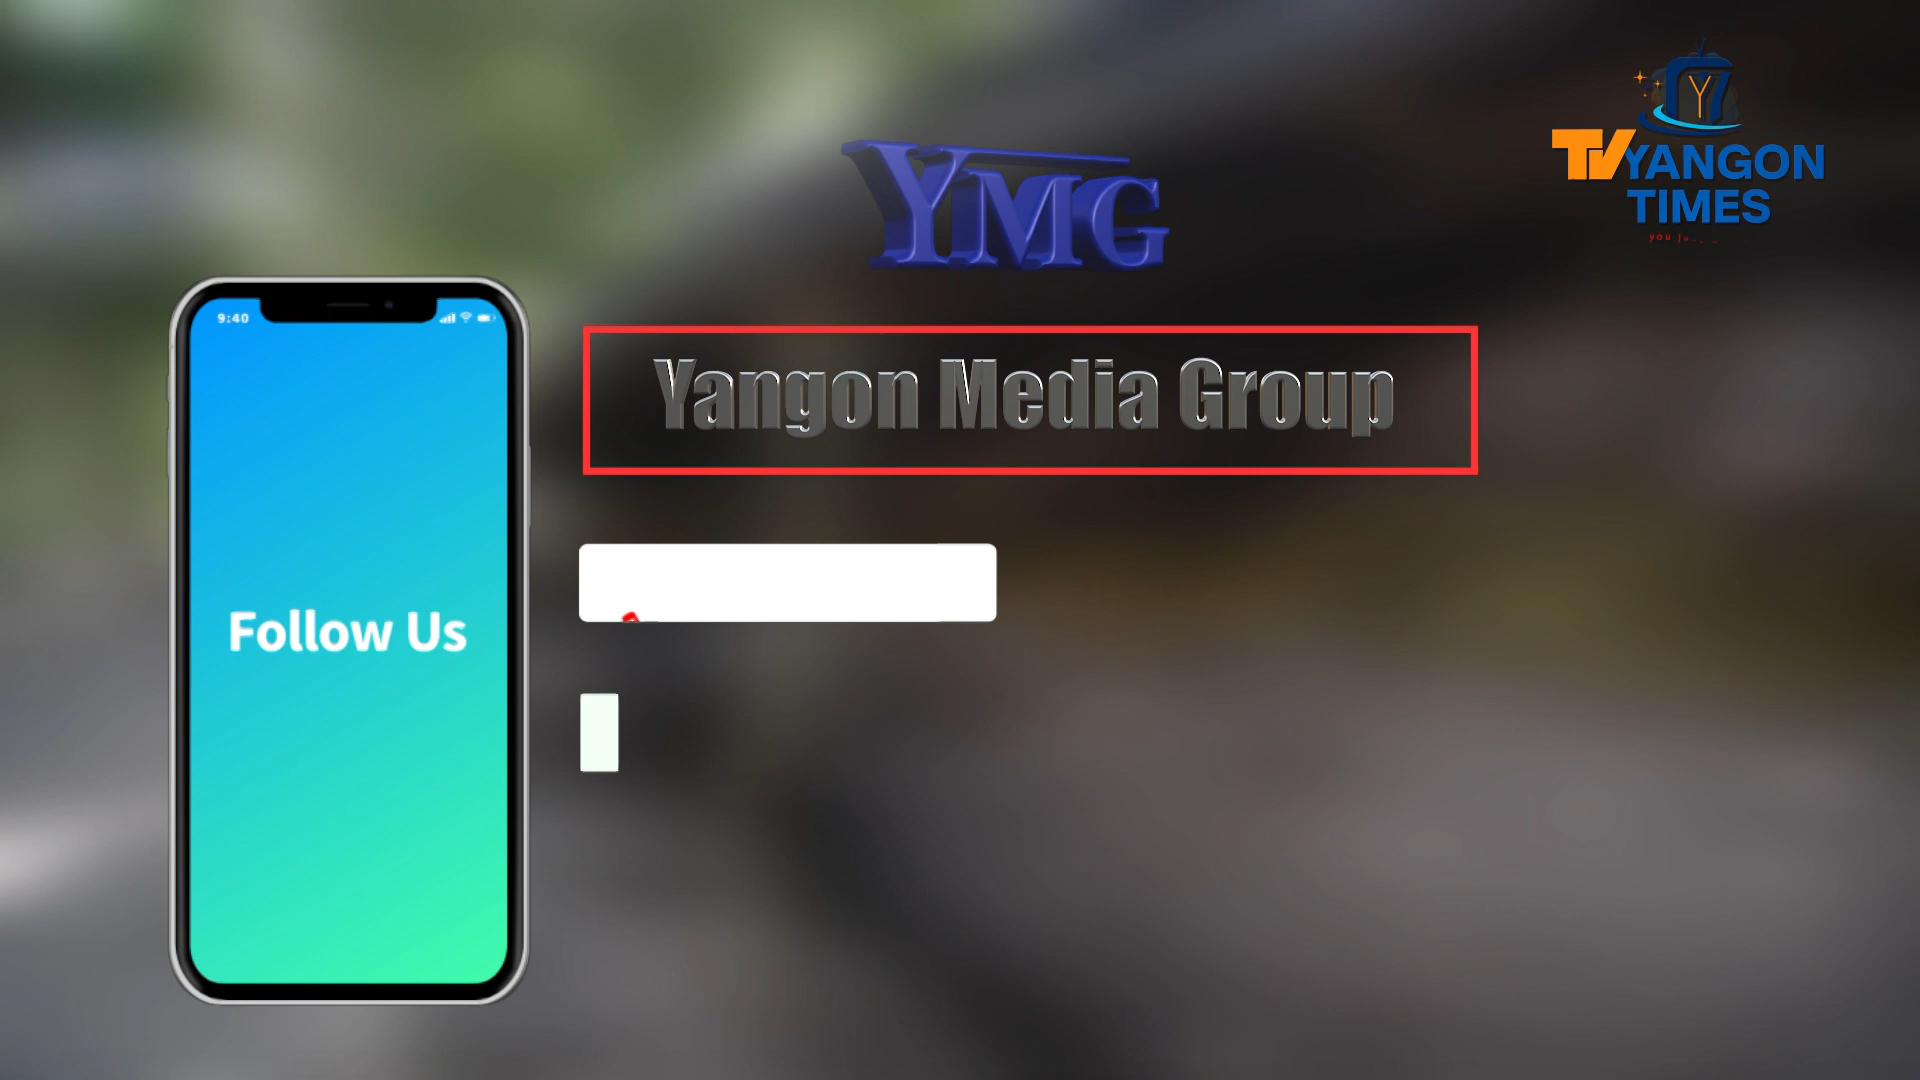 YMG
TV YANGON
TIMES
9:40
Yangon Media Group
Follow Us